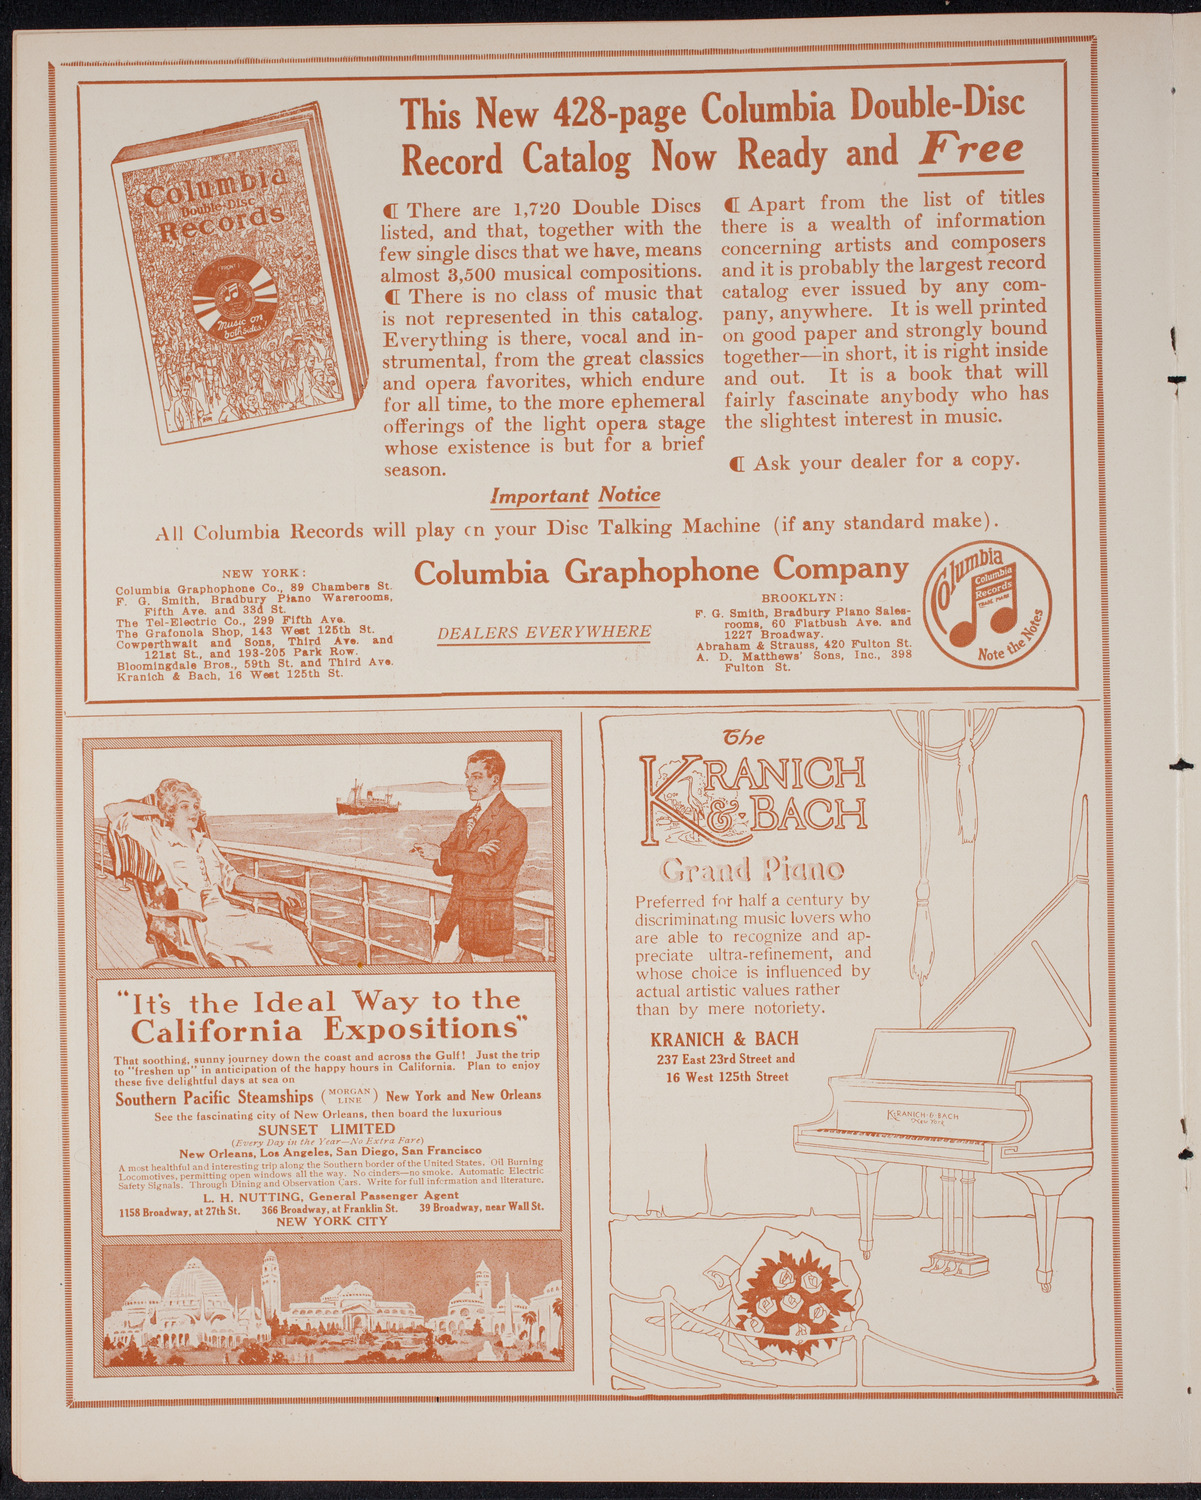 This New 428-page Columbia Double-Disc
Record Catalog Now Ready and Free
Columbia
Double-Disc
Records
Music on
both sides
¶ There are 1,720 Double Discs
listed, and that, together with the
few single discs that we have, means
almost 3,500 musical compositions.
¶ There is no class of music that
is not represented in this catalog.
Everything is there, vocal and in-
strumental, from the great classics
and opera favorites, which endure
for all time, to the more ephemeral
offerings of the light opera stage
whose existence is but for a brief
season.
¶ Apart from the list of titles
there is a wealth of information
concerning artists and composers
and it is probably the largest record
catalog ever issued by any com-
pany, anywhere. It is well printed
on good paper and strongly bound
together—in short, it is right inside
and out. It is a book that will
fairly fascinate anybody who has
the slightest interest in music.
¶ Ask your dealer for a copy.
Important Notice
All Columbia Records will play on your Disc Talking Machine (if any standard make).
NEW YORK:
Columbia Graphophone Co., 89 Chambers St.
F. G. Smith, Bradbury Piano Warerooms,
Fifth Ave. and 33d St.
The Tel-Electric Co., 299 Fifth Ave.
The Grafonola Shop, 143 West 125th St.
Cowperthwait and Sons, Third Ave. and
121st St., and 193-205 Park Row.
Bloomingdale Bros., 59th St. and Third Ave.
Kranich & Bach, 16 West 125th St.
Columbia Graphophone Company
DEALERS EVERYWHERE
BROOKLYN:
F. G. Smith, Bradbury Piano Sales-
rooms, 60 Flatbush Ave. and
1227 Broadway.
Abraham & Straus, 420 Fulton St.
A. D. Matthews' Sons, Inc., 398
Fulton St.
Columbia
Columbia
Records
TRADE MARK
Note the Notes
"It's the Ideal Way to the
California Expositions"
That soothing, sunny journey down the coast and across the Gulf! Just the trip
to "freshen up" in anticipation of the happy hours in California. Plan to enjoy
these five delightful days at sea on
Southern Pacific Steamships (MORGAN LINE) New York and New Orleans
See the fascinating city of New Orleans, then board the luxurious
SUNSET LIMITED
(Every Day in the Year—No Extra Fare)
New Orleans, Los Angeles, San Diego, San Francisco
A most healthful and interesting trip along the Southern border of the United States. Oil Burning
Locomotives, permitting open windows all the way. No cinders—no smoke. Automatic Electric
Safety Signals. Through Dining and Observation Cars. Write for full information and literature.
L. H. NUTTING, General Passenger Agent
1158 Broadway, at 27th St. 366 Broadway, at Franklin St. 39 Broadway, near Wall St.
NEW YORK CITY
The
KRANICH
& BACH
Grand Piano
Preferred for half a century by
discriminating music lovers who
are able to recognize and ap-
preciate ultra-refinement, and
whose choice is influenced by
actual artistic values rather
than by mere notoriety.
KRANICH & BACH
237 East 23rd Street and
16 West 125th Street
KRANICH & BACH
New York